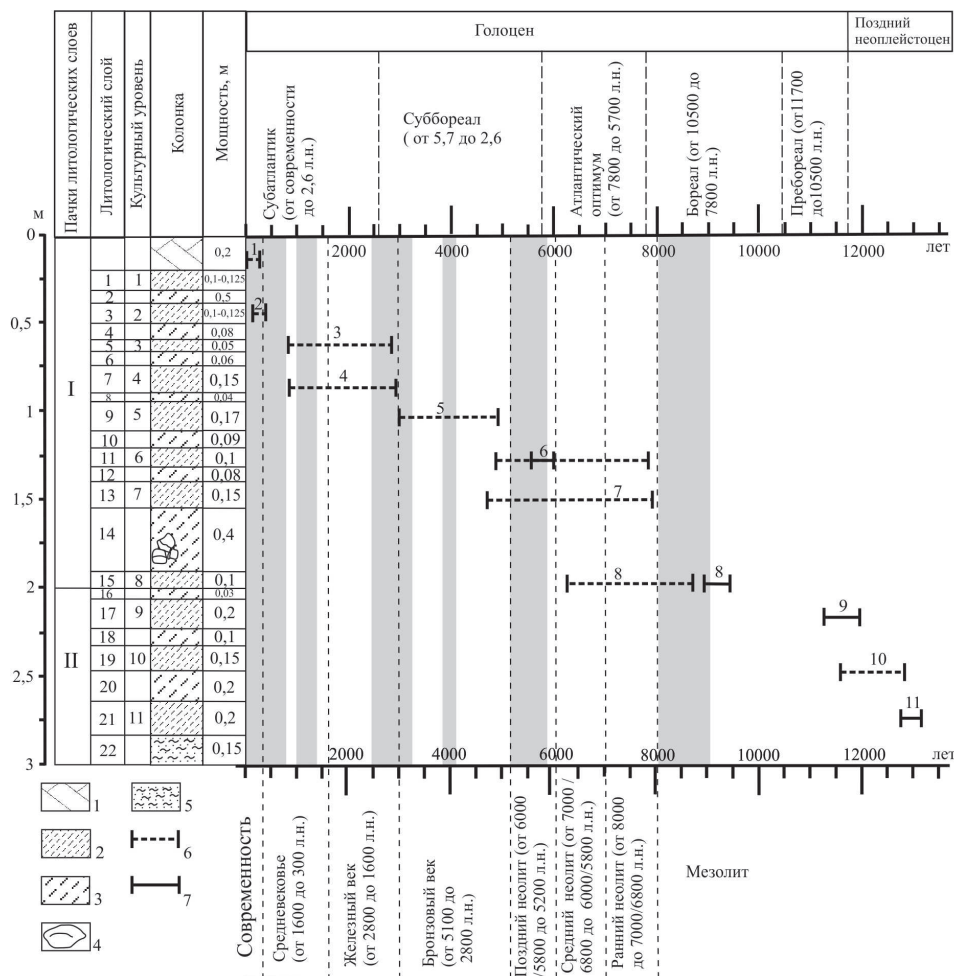 Голоцен
Поздний
неоплейстоцен
Пачки литологических слоев
Литологический слой
Культурный уровень
Колонка
Мощность, м
Субатлантик
(от современности
до 2,6 л.н.)
Суббореал
( от 5,7 до 2,6
Атлантический
оптимум
(от 7800 до 5700 л.н.)
Бореал (от 10500 до
7800 л.н.)
Пребореал (от11700
до10500 л.н.)
м
0
0,5
1
1,5
2
2,5
3
2000 4000 6000 8000 10000 12000 лет
I
II
0,2
1 1 0,1-0,125
2 0,5
3 2 0,1-0,125
4 0,08
5 3 0,05
6 0,06
7 4 0,15
8 0,04
9 5 0,17
10 0,09
11 6 0,1
12 0,08
13 7 0,15
14 0,4
15 8 0,1
16 0,03
17 9 0,2
18 0,1
19 10 0,15
20 0,2
21 11 0,2
22 0,15
1
2
3
4
5
6
7
8 8
9
10
11
2000 4000 6000 8000 10000 12000 лет
Современность
Средневековье
(от 1600 до 300 л.н.)
Железный век
(от 2800 до 1600 л.н.)
Бронзовый век
(от 5100 до
2800 л.н.)
Поздний неолит (от 6000
/5800 до 5200 л.н.)
Средний неолит (от 7000 /
6800 до 6000/5800 л.н.)
Ранний неолит (от 8000
до 7000/6800 л.н.)
Мезолит
1
2
3
4
5
6
7